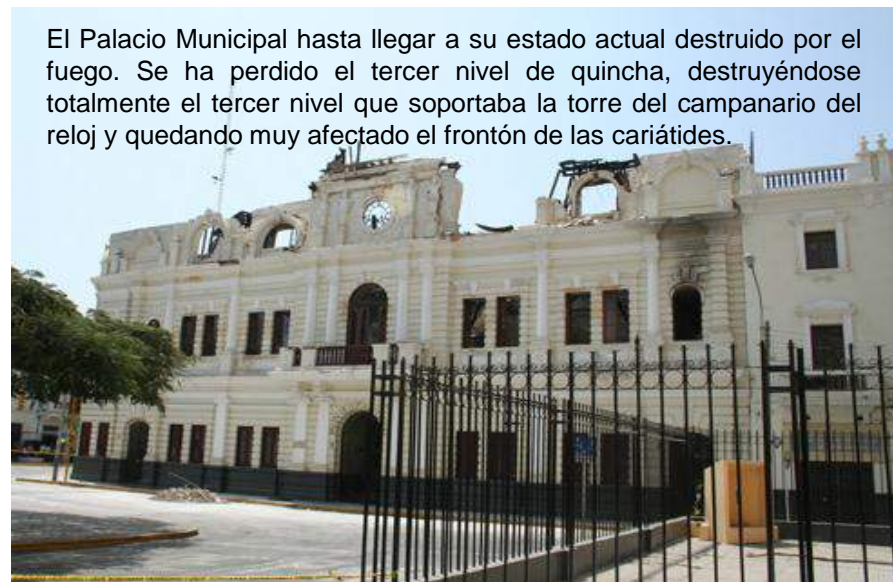 El Palacio Municipal hasta llegar a su estado actual destruido por el
fuego. Se ha perdido el tercer nivel de quincha, destruyéndose
totalmente el tercer nivel que soportaba la torre del campanario del
reloj y quedando muy afectado el frontón de las cariátides.